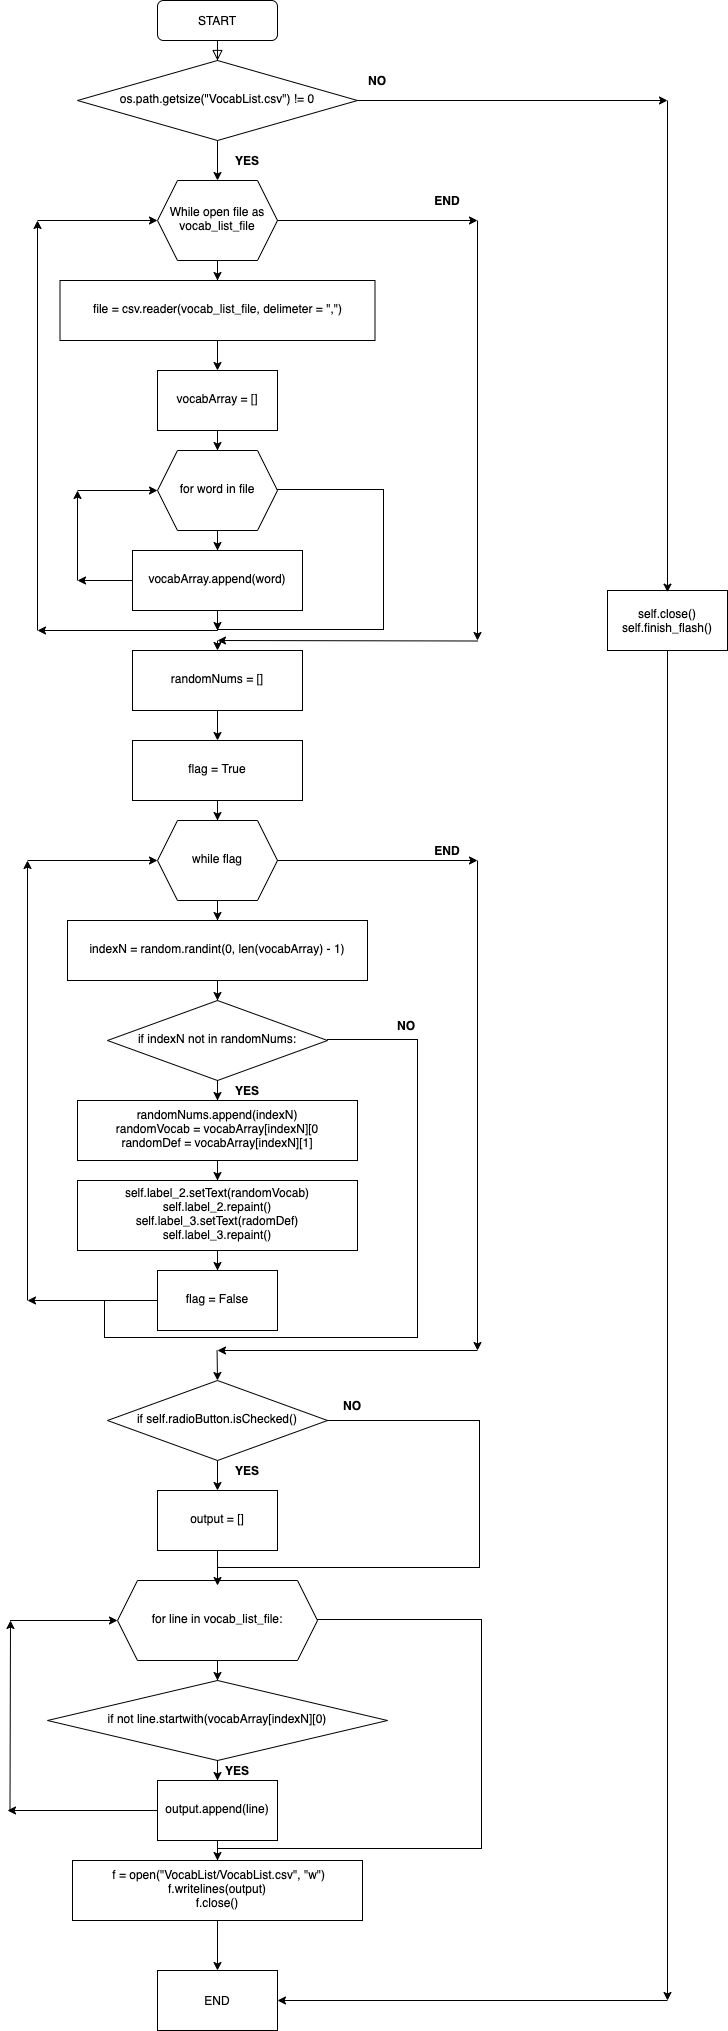 START
NO
os.path.getsize("VocabList.csv") != 0
YES
END
While open file as
vocab_list_file
file = csv.reader(vocab_list_file, delimeter = ",")
vocabArray = []
for word in file
vocabArray.append(word)
self.close()
self.finish_flash()
randomNums = []
flag = True
END
while flag
indexN = random.randint(0, len(vocabArray) - 1)
NO
if indexN not in randomNums:
YES
randomNums.append(indexN)
randomVocab = vocabArray[indexN][0
randomDef = vocabArray[indexN][1]
self.label_2.setText(randomVocab)
self.label_2.repaint()
self.label_3.setText(radomDef)
self.label_3.repaint()
flag = False
NO
if self.radioButton.isChecked()
YES
output = []
for line in vocab_list_file:
if not line.startwith(vocabArray[indexN][0)
YES
output.append(line)
f = open("VocabList/VocabList.csv", "w")
f.writelines(output)
f.close()
END